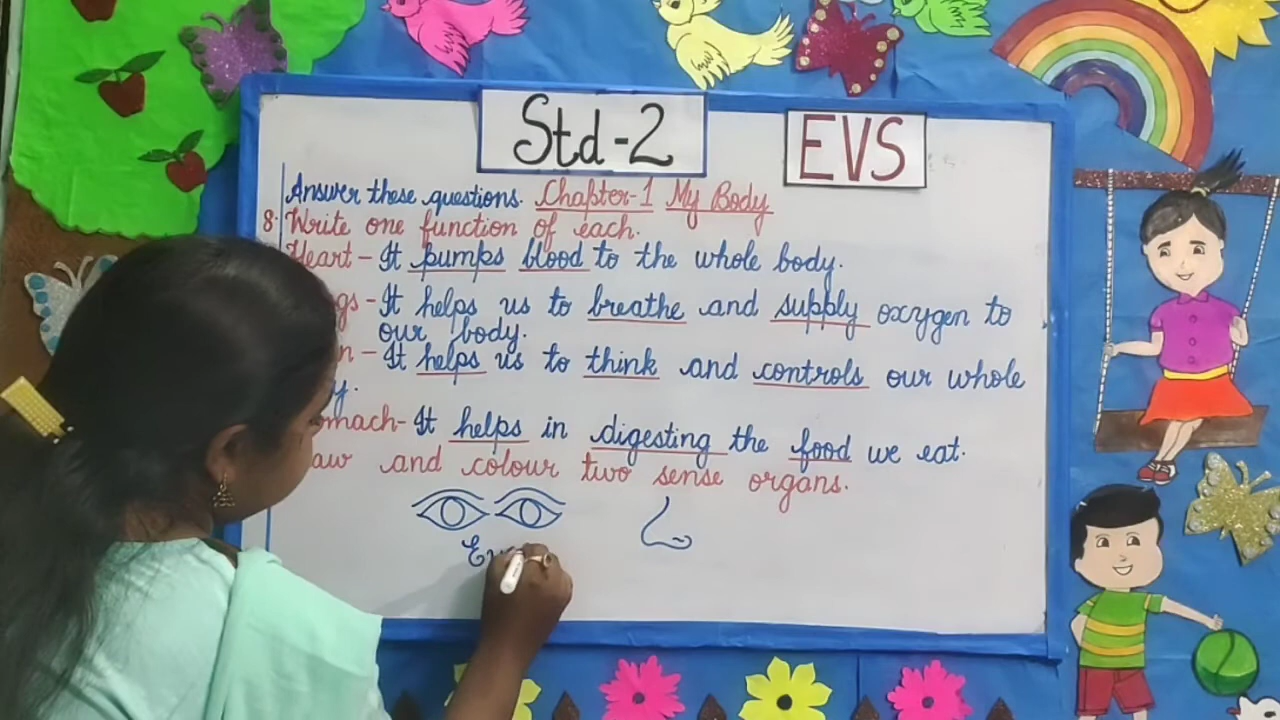 Std-2
EVS
Answer these questions. Chapter-1 My Body
8. Write one function of each.
Heart - It pumps blood to the whole body.
gs - It helps us to breathe and supply oxygen to
our body.
n - It helps us to think and controls our whole
y.
omach - It helps in digesting the food we eat.
aw and colour two sense organs.